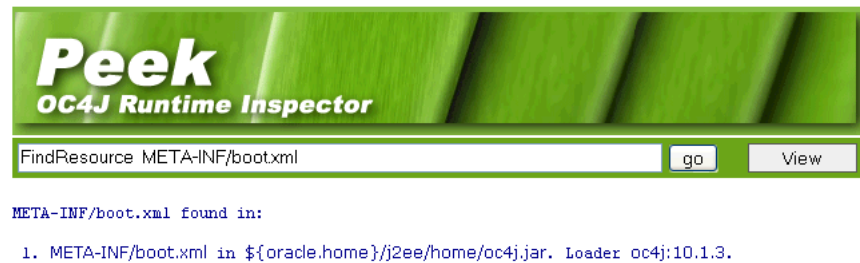 Peek
OC4J Runtime Inspector
FindResource META-INF/boot.xml go View
META-INF/boot.xml found in:
1. META-INF/boot.xml in ${oracle.home}/j2ee/home/oc4j.jar. Loader oc4j:10.1.3.